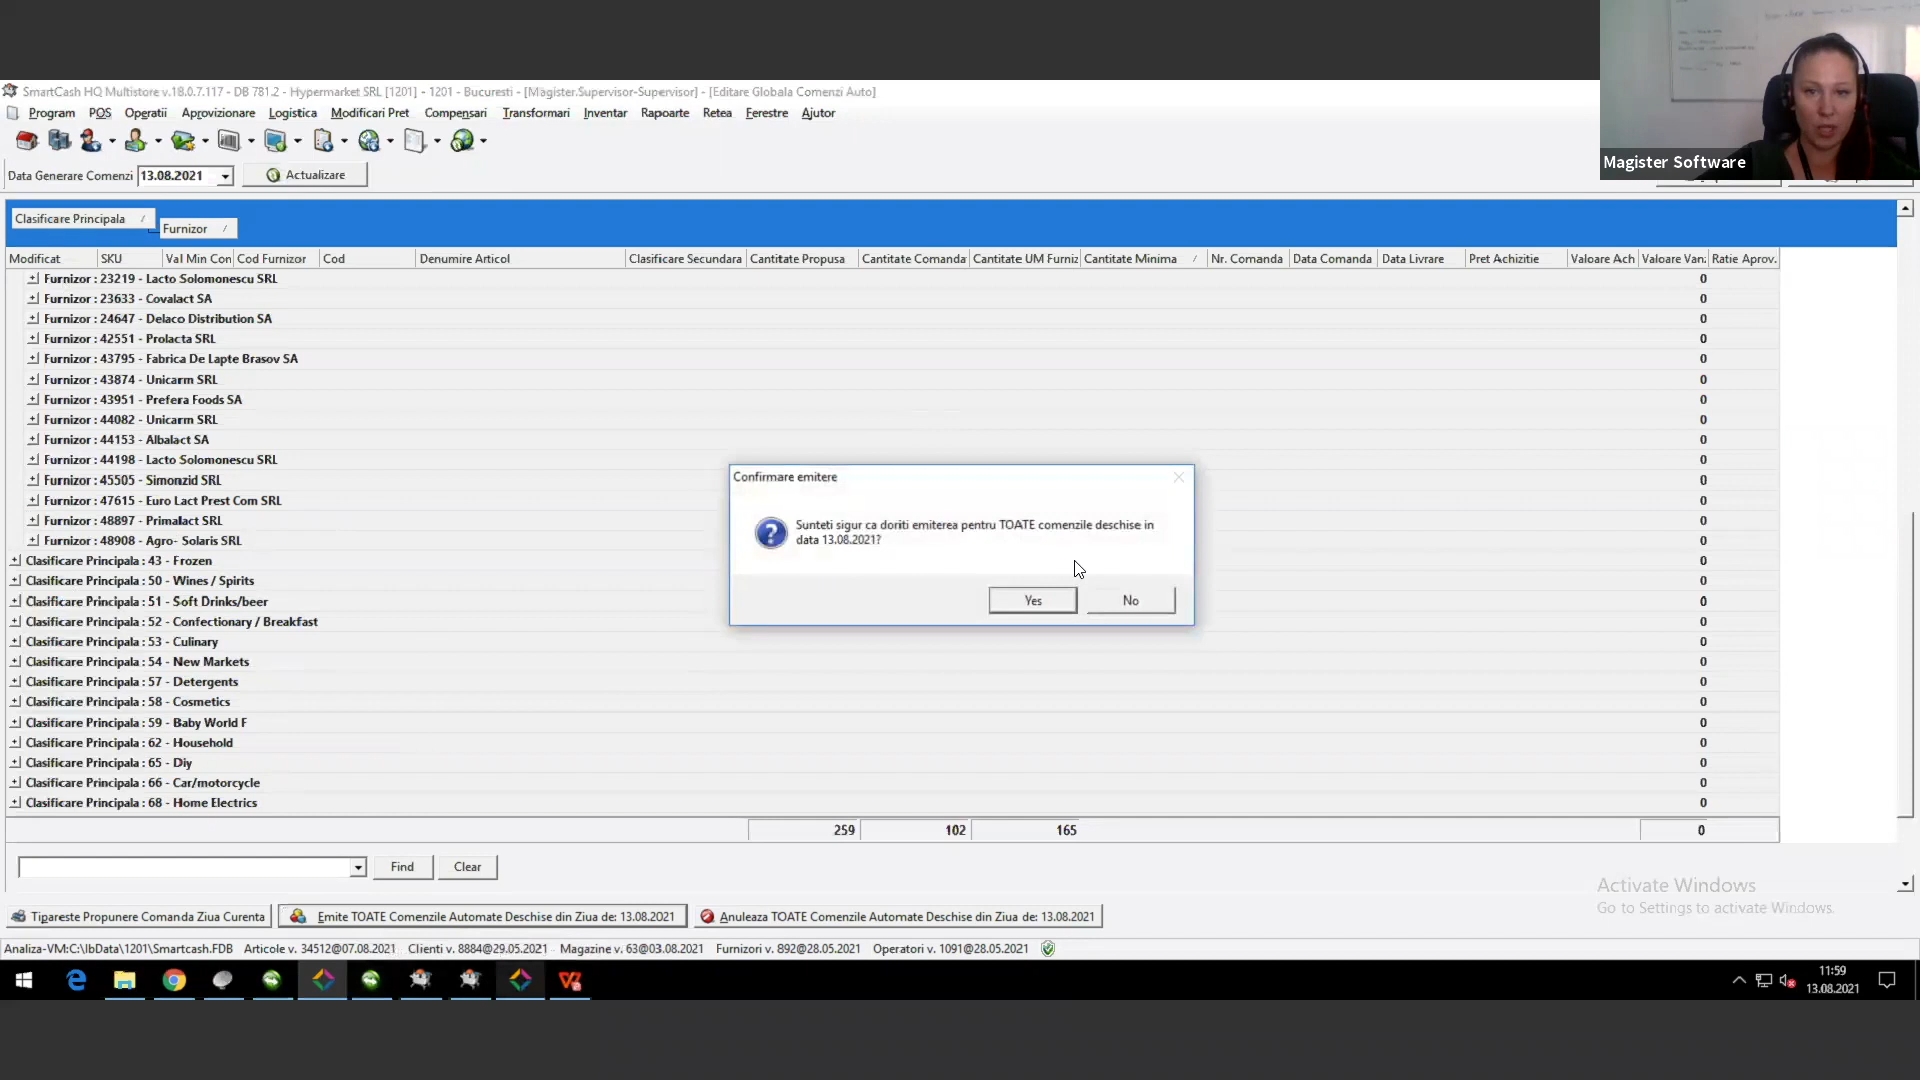 SmartCash HQ Multistore v.18.0.7.117 - DB 781.2 - Hypermarket SRL [1201] - 1201 - Bucuresti - [Magister.Supervisor-Supervisor] - [Editare Globala Comenzi Auto]
Program POS Operatii Aprovizionare Logistica Modificari Pret Compensari Transformari Inventar Rapoarte Retea Ferestre Ajutor
Magister Software
Data Generare Comenzi 13.08.2021 Actualizare
Clasificare Principala
Furnizor
Modificat SKU Val Min Con Cod Furnizor Cod Denumire Articol Clasificare Secundara Cantitate Propusa Cantitate Comanda Cantitate UM Furniz Cantitate Minima Nr. Comanda Data Comanda Data Livrare Pret Achizitie Valoare Ach Valoare Van: Ratie Aprov.
Furnizor : 23219 - Lacto Solomonescu SRL 0
Furnizor : 23633 - Covalact SA 0
Furnizor : 24647 - Delaco Distribution SA 0
Furnizor : 42551 - Prolacta SRL 0
Furnizor : 43795 - Fabrica De Lapte Brasov SA 0
Furnizor : 43874 - Unicarm SRL 0
Furnizor : 43951 - Prefera Foods SA 0
Furnizor : 44082 - Unicarm SRL 0
Furnizor : 44153 - Albalact SA 0
Furnizor : 44198 - Lacto Solomonescu SRL 0
Furnizor : 45505 - Simonzid SRL 0
Furnizor : 47615 - Euro Lact Prest Com SRL 0
Furnizor : 48897 - Primalact SRL 0
Furnizor : 48908 - Agro- Solaris SRL 0
Clasificare Principala : 43 - Frozen 0
Clasificare Principala : 50 - Wines / Spirits 0
Clasificare Principala : 51 - Soft Drinks/beer 0
Clasificare Principala : 52 - Confectionary / Breakfast 0
Clasificare Principala : 53 - Culinary 0
Clasificare Principala : 54 - New Markets 0
Clasificare Principala : 57 - Detergents 0
Clasificare Principala : 58 - Cosmetics 0
Clasificare Principala : 59 - Baby World F 0
Clasificare Principala : 62 - Household 0
Clasificare Principala : 65 - Diy 0
Clasificare Principala : 66 - Car/motorcycle 0
Clasificare Principala : 68 - Home Electrics 0
259 102 165 0
Confirmare emitere
Sunteti sigur ca doriti emiterea pentru TOATE comenzile deschise in
data 13.08.2021?
Yes No
Find Clear
Activate Windows
Go to Settings to activate Windows.
Tipareste Propunere Comanda Ziua Curenta Emite TOATE Comenzile Automate Deschise din Ziua de: 13.08.2021 Anuleaza TOATE Comenzile Automate Deschise din Ziua de: 13.08.2021
Analiza-VM:C:\IbData\1201\Smartcash.FDB Articole v. 34512@07.08.2021 Clienti v. 8884@29.05.2021 Magazine v. 63@03.08.2021 Furnizori v. 892@28.05.2021 Operatori v. 1091@28.05.2021
11:59
13.08.2021